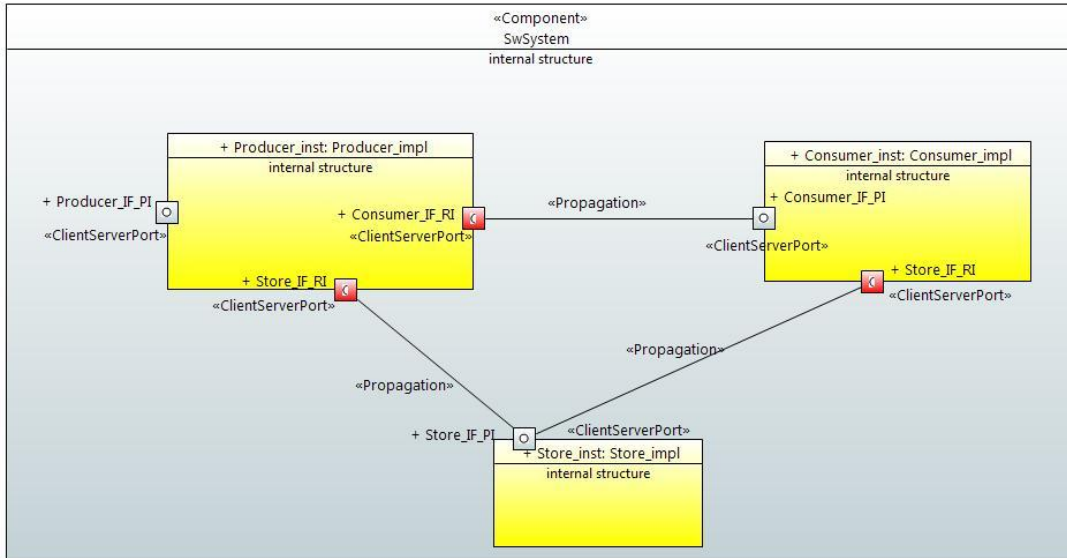 «Component»
SwSystem
internal structure
+ Producer_inst: Producer_impl
internal structure
+ Consumer_inst: Consumer_impl
internal structure
+ Producer_IF_PI
«ClientServerPort»
+ Consumer_IF_RI
«ClientServerPort»
«Propagation»
+ Consumer_IF_PI
«ClientServerPort»
+ Store_IF_RI
«ClientServerPort»
+ Store_IF_RI
«ClientServerPort»
«Propagation»
«Propagation»
+ Store_IF_PI
«ClientServerPort»
+ Store_inst: Store_impl
internal structure